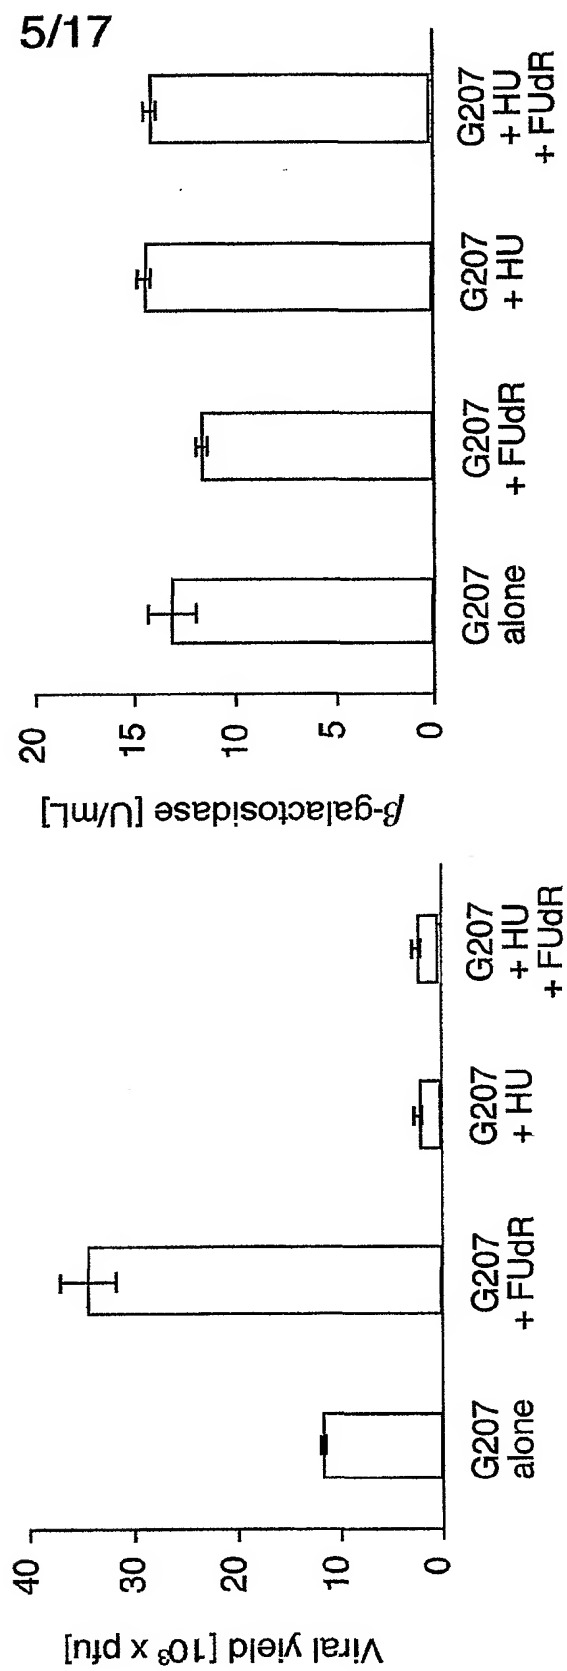 5/17
Viral yield [10³ x pfu]
40
30
20
10
0
G207
alone
G207
+ FUdR
G207
+ HU
G207
+ HU
+ FUdR
β-galactosidase [U/mL]
20
15
10
5
0
G207
alone
G207
+ FUdR
G207
+ HU
G207
+ HU
+ FUdR